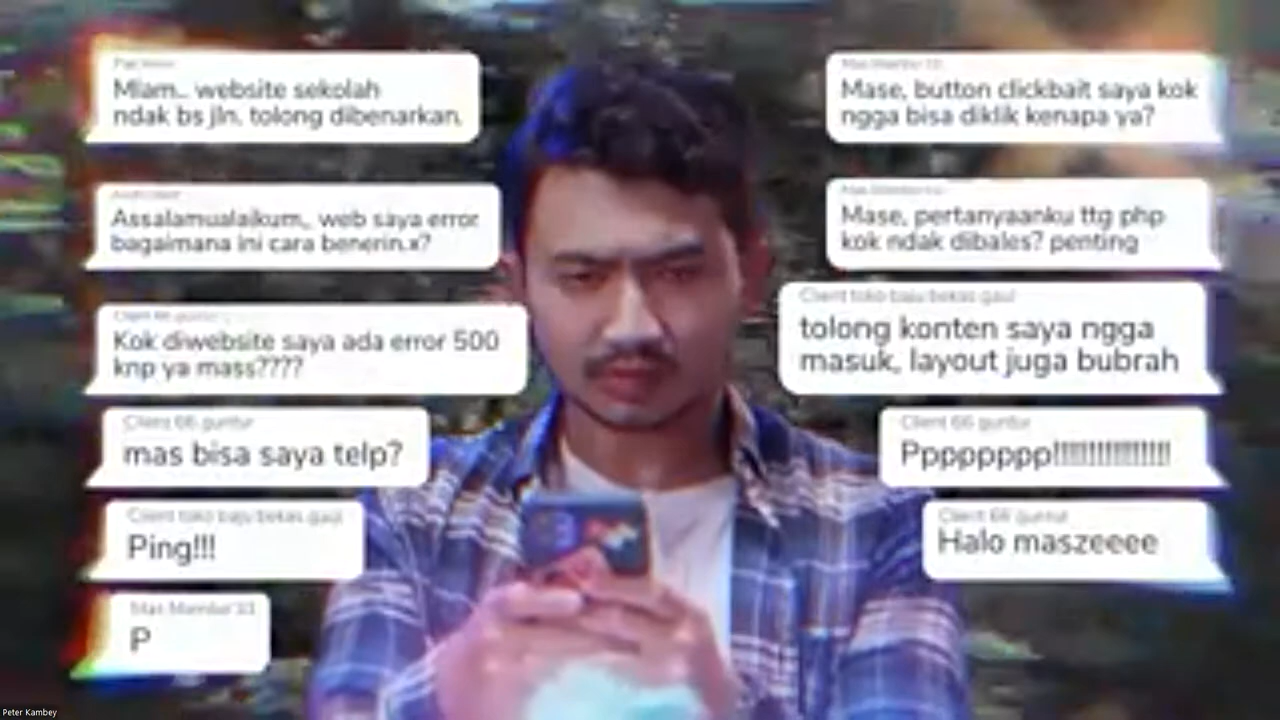 Mlam.. website sekolah
ndak bs jln. tolong dibenarkan.
Assalamualaikum,, web saya error
bagaimana ini cara benerin.x?
Client 66 guntur
Kok diwebsite saya ada error 500
knp ya mass????
Client 66 guntur
mas bisa saya telp?
Client toko baju bekas gaul
Ping!!!
P
Mase, button clickbait saya kok
ngga bisa diklik kenapa ya?
Mase, pertanyaanku ttg php
kok ndak dibales? penting
Client toko baju bekas gaul
tolong konten saya ngga
masuk, layout juga bubrah
Client 66 guntur
Pppppppp!!!!!!!!!!!!!!!!
Client 66 guntur
Halo maszeeee
Peter Kambey